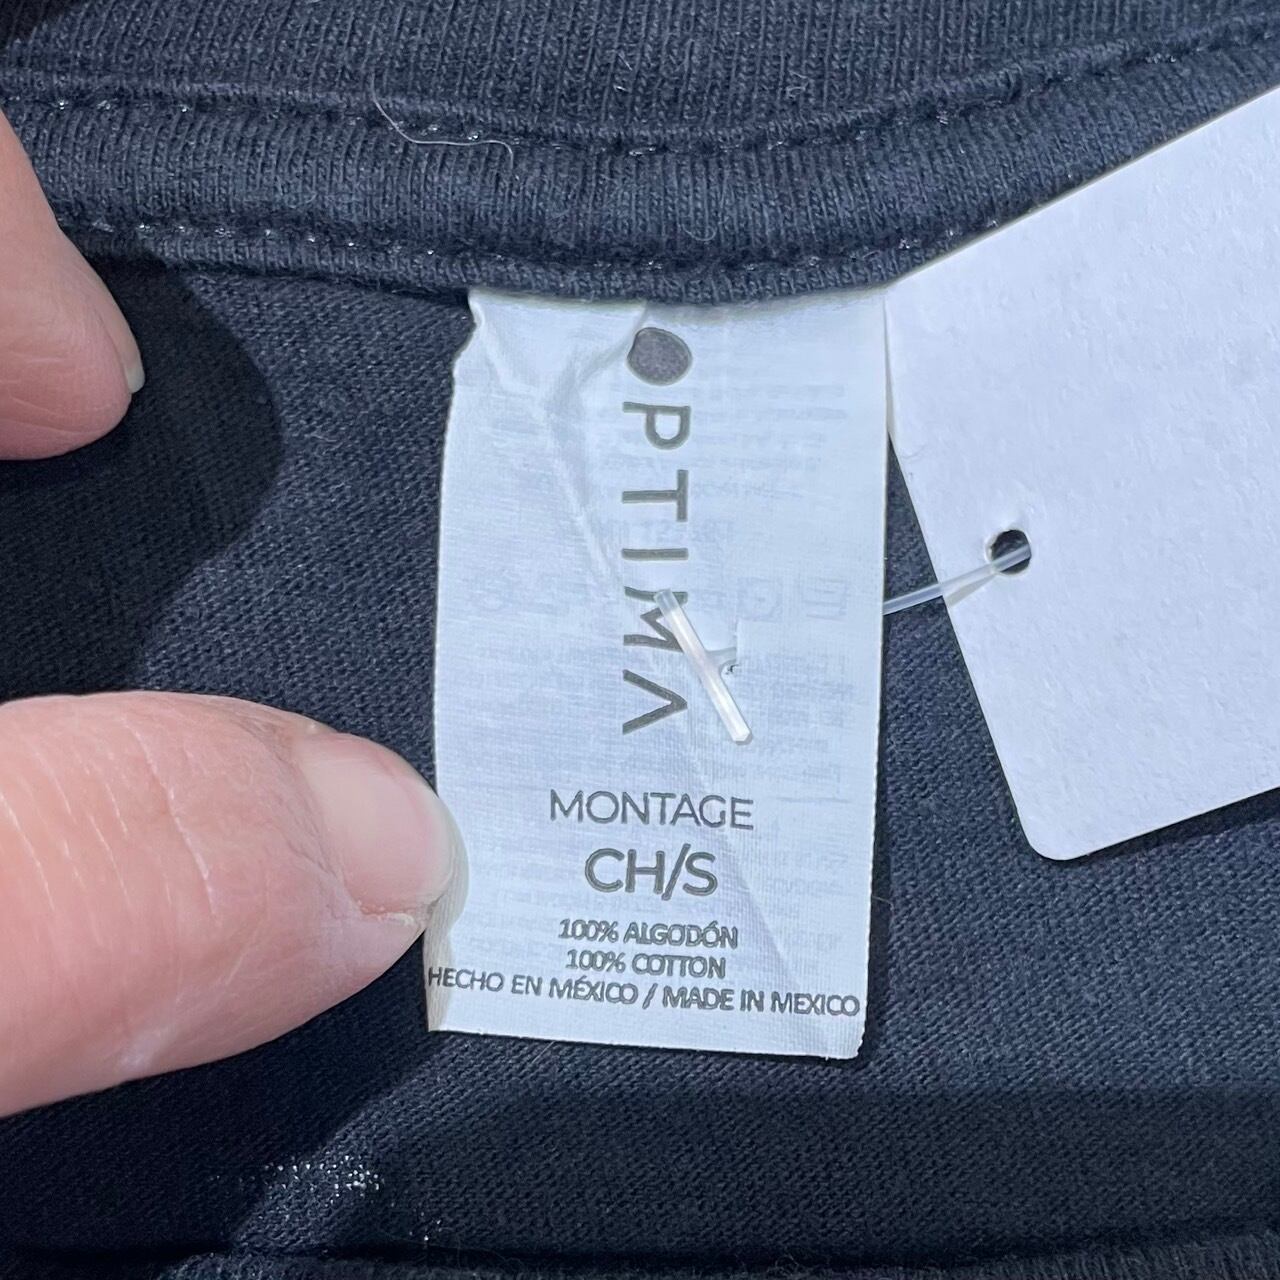 OPTIMA
MONTAGE
CH/S
100% ALGODÓN
100% COTTON
HECHO EN MÉXICO / MADE IN MEXICO